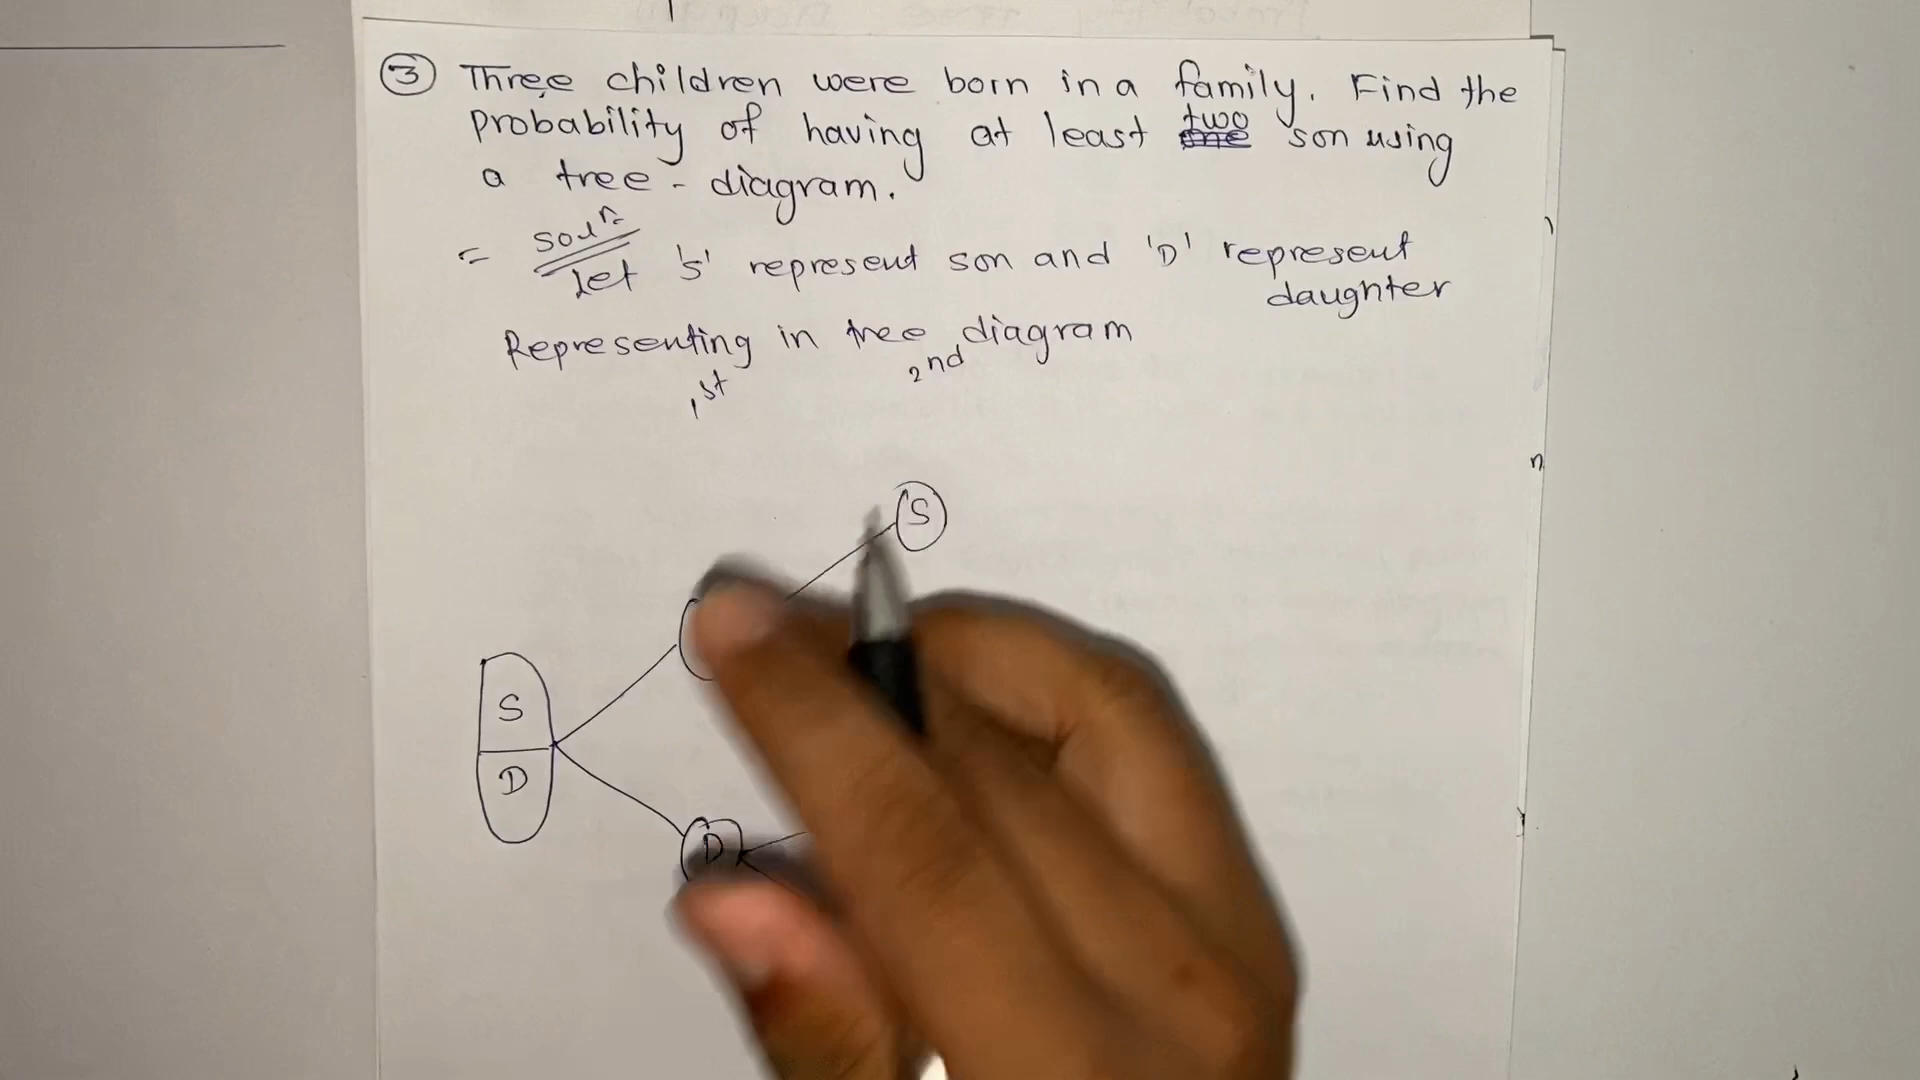 3 Three children were born in a family. Find the
probability of having at least two son using
a tree - diagram.
= solⁿ
Let 'S' represent son and 'D' represent
daughter
Representing in tree diagram
1st 2nd
S
S
D
D